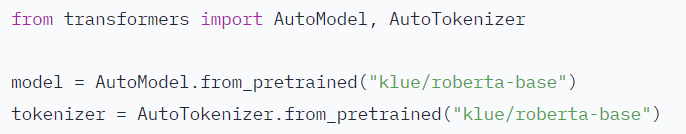 from transformers import AutoModel, AutoTokenizer
model = AutoModel.from_pretrained("klue/roberta-base")
tokenizer = AutoTokenizer.from_pretrained("klue/roberta-base")